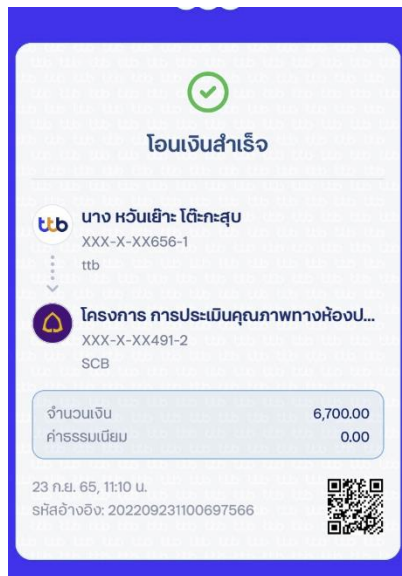 โอนเงินสำเร็จ
ttb
นาง หวันเย๊าะ โต๊ะกะสุบ
XXX-X-XX656-1
ttb
โครงการ การประเมินคุณภาพทางห้องป...
XXX-X-XX491-2
SCB
จำนวนเงิน 6,700.00
ค่าธรรมเนียม 0.00
23 ก.ย. 65, 11:10 น.
รหัสอ้างอิง: 202209231100697566